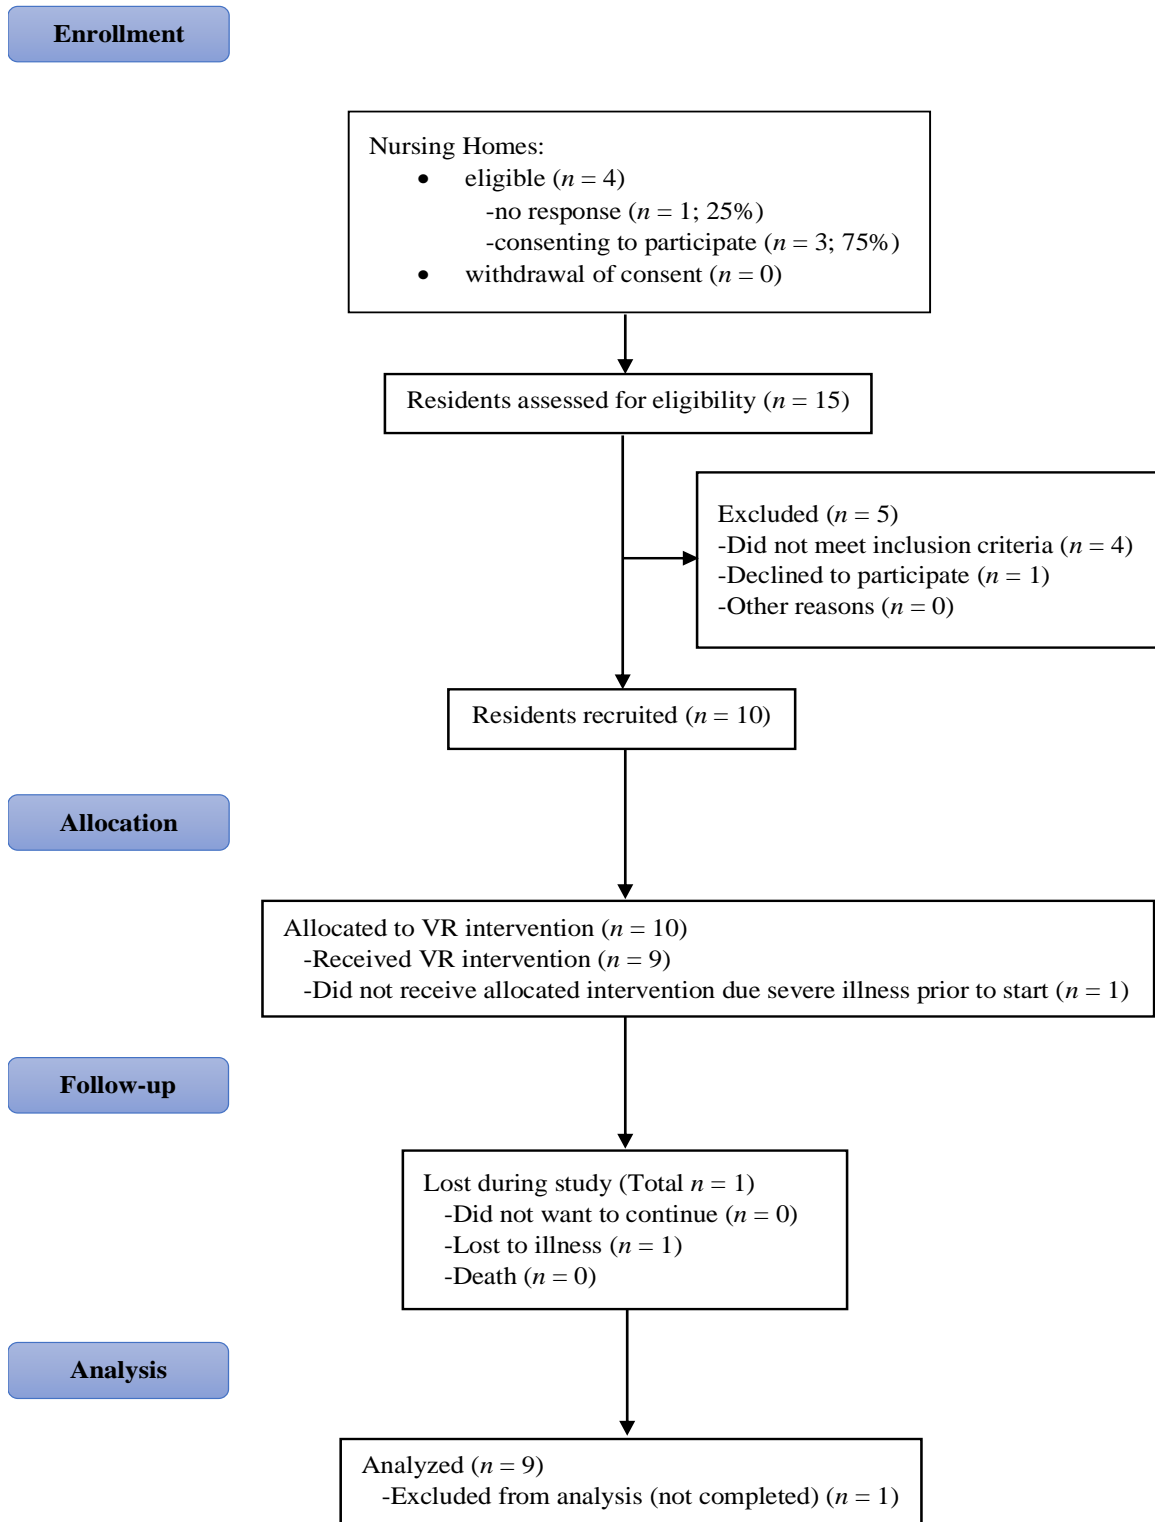 Enrollment
Nursing Homes:
• eligible (n = 4)
-no response (n = 1; 25%)
-consenting to participate (n = 3; 75%)
• withdrawal of consent (n = 0)
Residents assessed for eligibility (n = 15)
Excluded (n = 5)
-Did not meet inclusion criteria (n = 4)
-Declined to participate (n = 1)
-Other reasons (n = 0)
Residents recruited (n = 10)
Allocation
Allocated to VR intervention (n = 10)
-Received VR intervention (n = 9)
-Did not receive allocated intervention due severe illness prior to start (n = 1)
Follow-up
Lost during study (Total n = 1)
-Did not want to continue (n = 0)
-Lost to illness (n = 1)
-Death (n = 0)
Analysis
Analyzed (n = 9)
-Excluded from analysis (not completed) (n = 1)